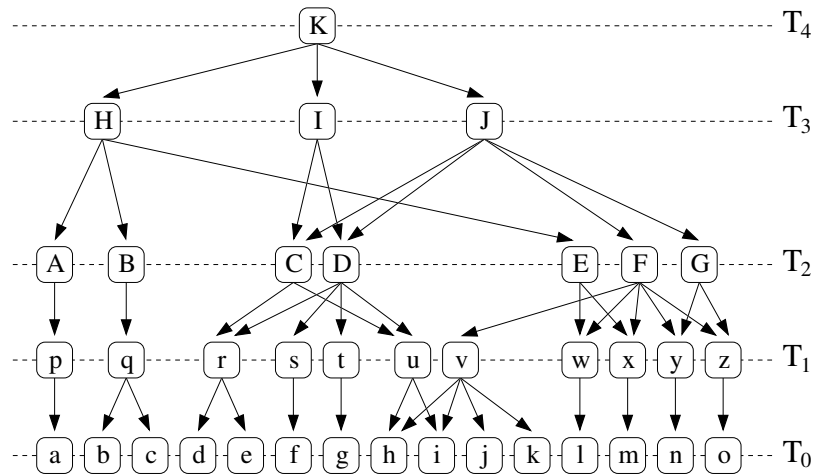 K T₄
H I J T₃
A B C D E F G T₂
p q r s t u v w x y z T₁
a b c d e f g h i j k l m n o T₀